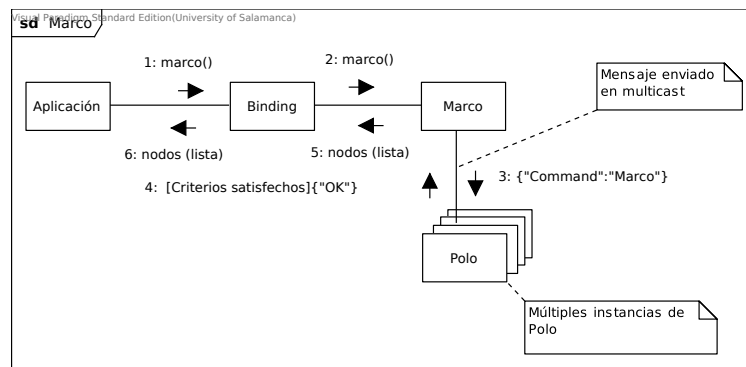 Visual Paradigm Standard Edition(University of Salamanca)
sd Marco
1: marco()
2: marco()
Mensaje enviado
en multicast
Aplicación
Binding
Marco
6: nodos (lista)
5: nodos (lista)
4: [Criterios satisfechos]{"OK"}
3: {"Command":"Marco"}
Polo
Múltiples instancias de
Polo